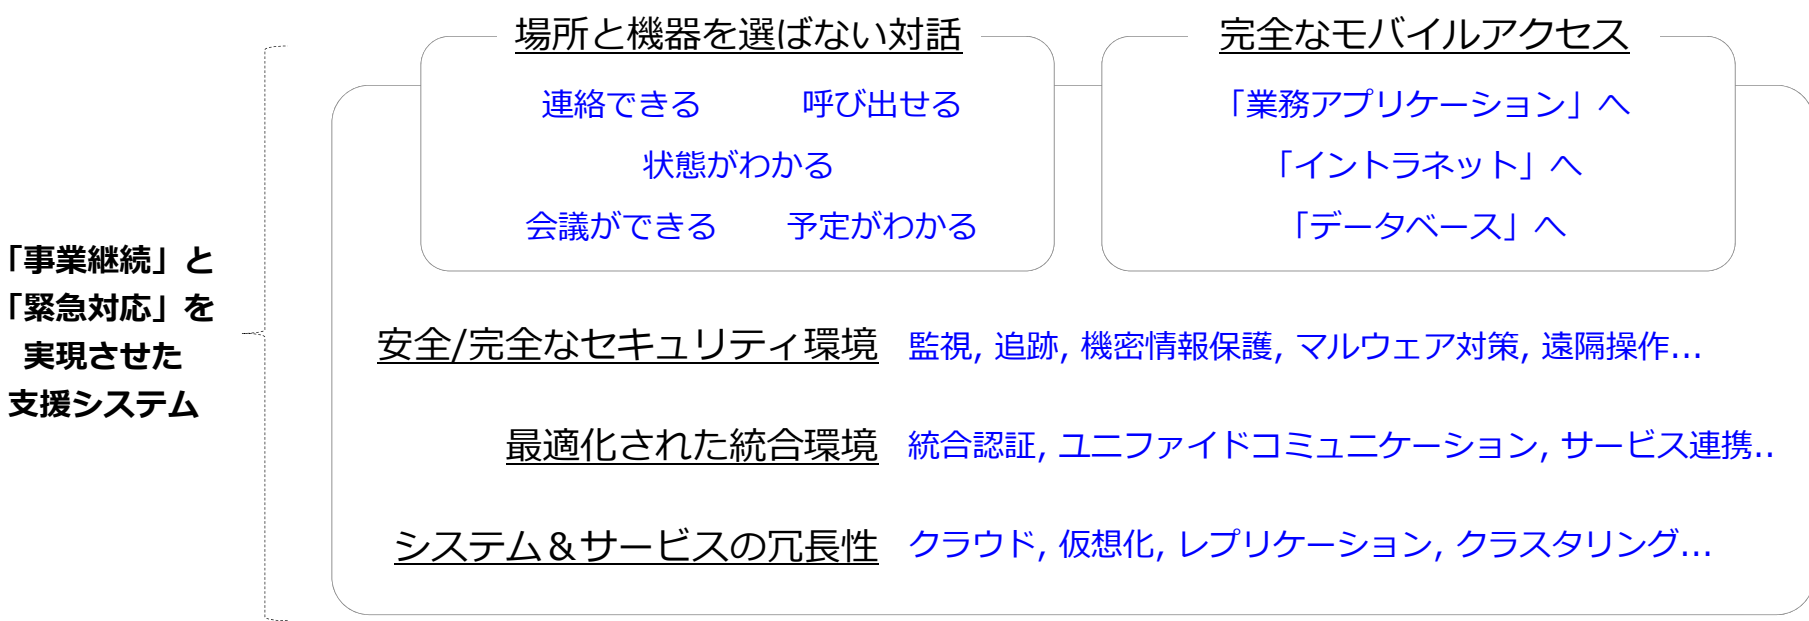 「事業継続」と
「緊急対応」を
実現させた
支援システム
場所と機器を選ばない対話
連絡できる 呼び出せる
状態がわかる
会議ができる 予定がわかる
完全なモバイルアクセス
「業務アプリケーション」へ
「イントラネット」へ
「データベース」へ
安全/完全なセキュリティ環境 監視, 追跡, 機密情報保護, マルウェア対策, 遠隔操作...
最適化された統合環境 統合認証, ユニファイドコミュニケーション, サービス連携..
システム&サービスの冗長性 クラウド, 仮想化, レプリケーション, クラスタリング...